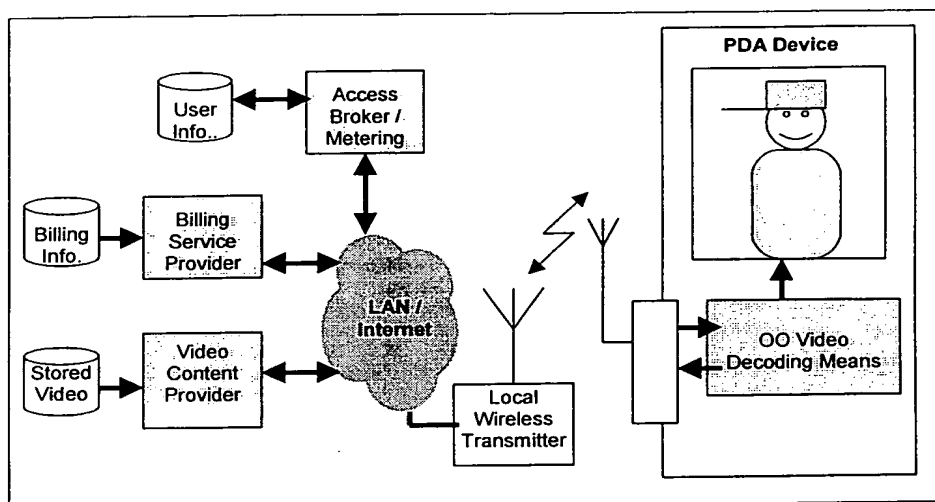 PDA Device
User
Info..
Access
Broker /
Metering
Billing
Info.
Billing
Service
Provider
LAN /
Internet
Stored
Video
Video
Content
Provider
Local
Wireless
Transmitter
OO Video
Decoding Means